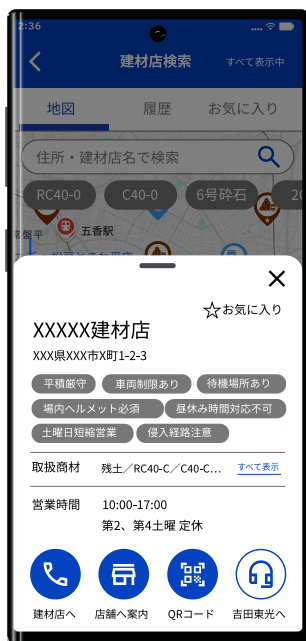 2:36
建材店検索
すべて表示中
地図 履歴 お気に入り
住所・建材店名で検索
RC40-0 C40-0 6号砕石 20
常盤平 五香駅
お気に入り
XXXXX建材店
XXX県XXX市X町1-2-3
平積厳守 車両制限あり 待機場所あり
場内ヘルメット必須 昼休み時間対応不可
土曜日短縮営業 侵入経路注意
取扱商材 残土／RC40-C／C40-C… すべて表示
営業時間 10:00-17:00
第2、第4土曜 定休
建材店へ 店舗へ案内 QRコード 吉田東光へ